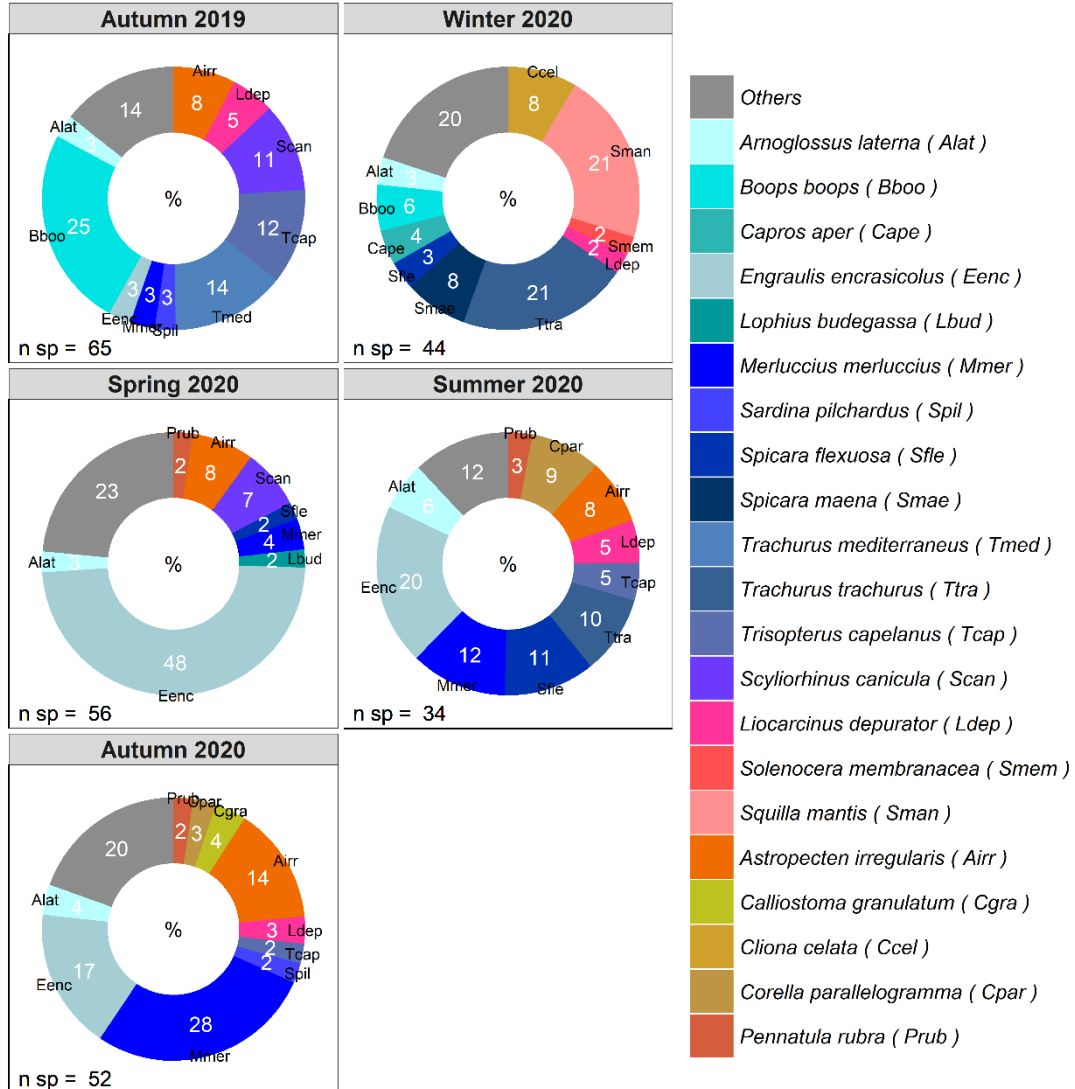 Autumn 2019
Airr
8
Ldep
5
Scan
11
Tcap
12
14
Tmed
3
Spil
3
Mmer
3
Eenc
25
Bboo
3
Alat
14
%
n sp = 65
Winter 2020
Ccel
8
Sman
21
2
Smem
2
Ldep
21
Ttra
8
Smae
3
Sfle
4
Cape
6
Bboo
3
Alat
20
%
n sp = 44
Spring 2020
Prub
2
Airr
8
Scan
7
Sfle
2
Mmer
4
Lbud
2
48
Eenc
3
Alat
23
%
n sp = 56
Summer 2020
Prub
3
Cpar
9
Airr
8
Ldep
5
Tcap
5
10
Ttra
11
Sfle
12
Mmer
20
Eenc
6
Alat
12
%
n sp = 34
Autumn 2020
Prub
2
Cpar
3
Cgra
4
Airr
14
Ldep
3
Tcap
2
Spil
2
28
Mmer
17
Eenc
4
Alat
20
%
n sp = 52
Others
Arnoglossus laterna ( Alat )
Boops boops ( Bboo )
Capros aper ( Cape )
Engraulis encrasicolus ( Eenc )
Lophius budegassa ( Lbud )
Merluccius merluccius ( Mmer )
Sardina pilchardus ( Spil )
Spicara flexuosa ( Sfle )
Spicara maena ( Smae )
Trachurus mediterraneus ( Tmed )
Trachurus trachurus ( Ttra )
Trisopterus capelanus ( Tcap )
Scyliorhinus canicula ( Scan )
Liocarcinus depurator ( Ldep )
Solenocera membranacea ( Smem )
Squilla mantis ( Sman )
Astropecten irregularis ( Airr )
Calliostoma granulatum ( Cgra )
Cliona celata ( Ccel )
Corella parallelogramma ( Cpar )
Pennatula rubra ( Prub )